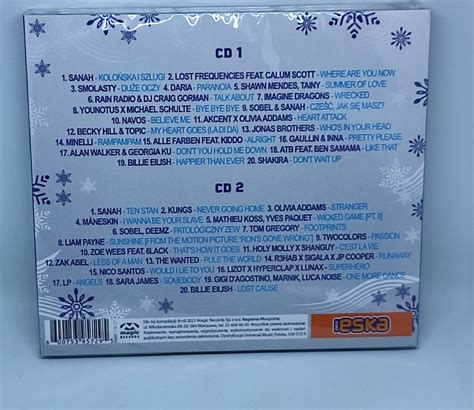 CD 1
1. SANAH - KOLOŃSKA I SZLUGI 2. LOST FREQUENCIES FEAT. CALUM SCOTT - WHERE ARE YOU NOW
3. SMOLASTY - DUŻE OCZY 4. DARIA - PARANOIA 5. SHAWN MENDES, TAINY - SUMMER OF LOVE
6. RAIN RADIO & DJ CRAIG GORMAN - TALK ABOUT 7. IMAGINE DRAGONS - WRECKED
8. YOUNOTUS X MICHAEL SCHULTE - BYE BYE BYE 9. SOBEL & SANAH - CZEŚĆ, JAK SIĘ MASZ?
10. NAVOS - BELIEVE ME 11. AKCENT X OLIVIA ADDAMS - HEART ATTACK
12. BECKY HILL & TOPIC - MY HEART GOES (LA DI DA) 13. JONAS BROTHERS - WHO'S IN YOUR HEAD
14. MINELLI - RAMPAMPAM 15. ALLE FARBEN FEAT. KIDDO - ALRIGHT 16. GAULLIN & INNA - PRETTY PLEASE
17. ALAN WALKER & GEORGIA KU - DON'T YOU HOLD ME DOWN 18. ATB FEAT. BEN SAMAMA - LIKE THAT
19. BILLIE EILISH - HAPPIER THAN EVER 20. SHAKIRA - DON'T WAIT UP
CD 2
1. SANAH - TEN STAN 2. KUNGS - NEVER GOING HOME 3. OLIVIA ADDAMS - STRANGER
4. MÅNESKIN - I WANNA BE YOUR SLAVE 5. MATHIEU KOSS, YVES PAQUET - WICKED GAME [PT. II]
6. SOBEL, DEEMZ - PATOLOGICZNY ZEW 7. TOM GREGORY - FOOTPRINTS
8. LIAM PAYNE - SUNSHINE [FROM THE MOTION PICTURE "RON'S GONE WRONG"] 9. TWOCOLORS - PASSION
10. ZOE WEES FEAT. 6LACK - THAT'S HOW IT GOES 11. HOLY MOLLY X SHANGUY - C'EST LA VIE
12. ZAK ABEL - LESS OF A MAN 13. THE WANTED - RULE THE WORLD 14. R3HAB X SIGALA X JP COOPER - RUNAWAY
15. NICO SANTOS - WOULD I LIE TO YOU 16. LIZOT X HYPERCLAP X LUNAX - SUPERHERO
17. LP - ANGELS 18. SARA JAMES - SOMEBODY 19. GIGI D'AGOSTINO, MARNIK, LUCA NOISE - ONE MORE DANCE
20. BILLIE EILISH - LOST CAUSE
magic
RECORDS
eska